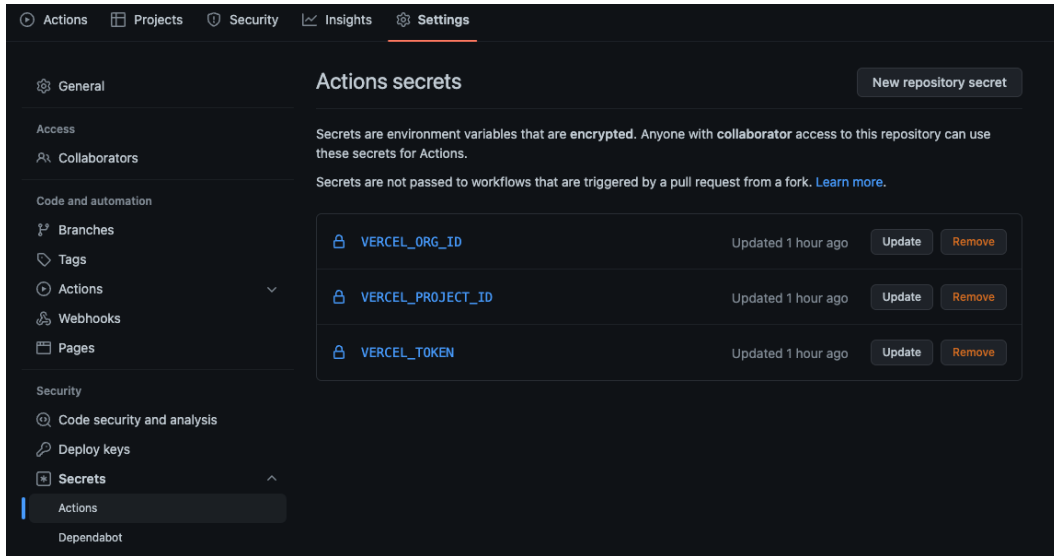 Actions Projects Security Insights Settings
General
Access
Collaborators
Code and automation
Branches
Tags
Actions
Webhooks
Pages
Security
Code security and analysis
Deploy keys
Secrets
Actions
Dependabot
Actions secrets New repository secret
Secrets are environment variables that are encrypted. Anyone with collaborator access to this repository can use
these secrets for Actions.
Secrets are not passed to workflows that are triggered by a pull request from a fork. Learn more.
VERCEL_ORG_ID Updated 1 hour ago Update Remove
VERCEL_PROJECT_ID Updated 1 hour ago Update Remove
VERCEL_TOKEN Updated 1 hour ago Update Remove